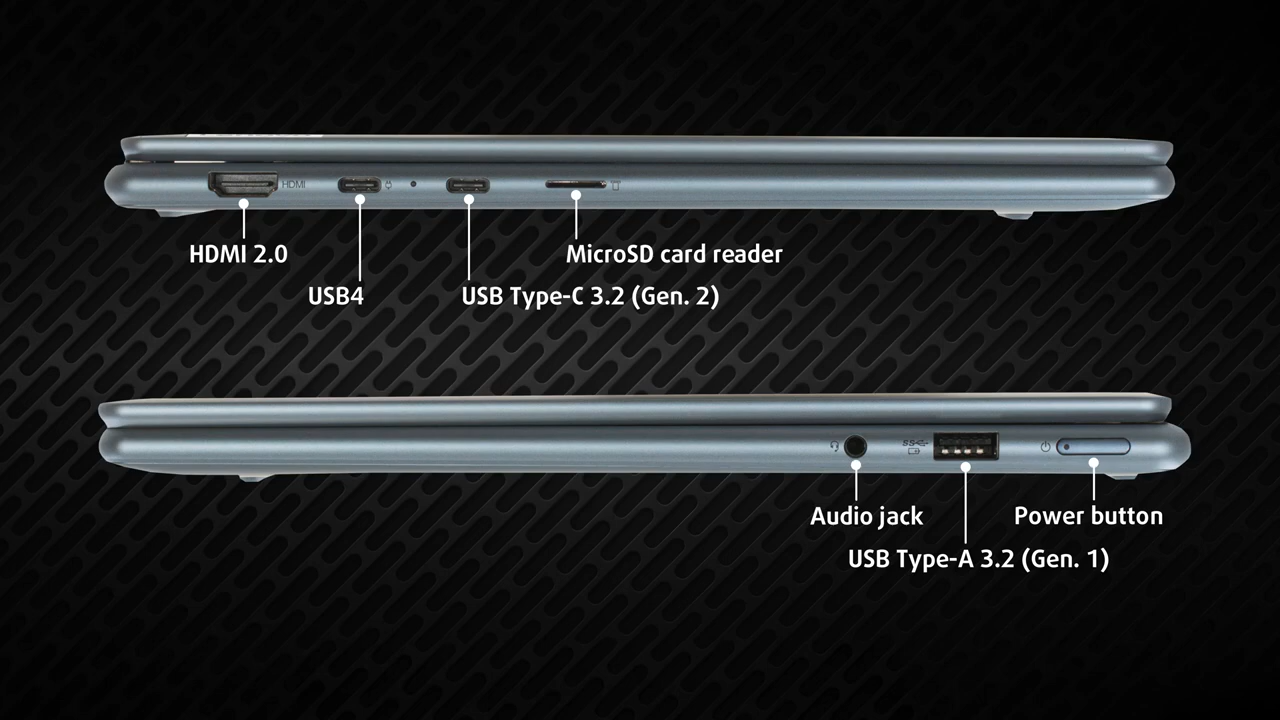 HDMI
HDMI 2.0
MicroSD card reader
USB4
USB Type-C 3.2 (Gen. 2)
SS
Audio jack
Power button
USB Type-A 3.2 (Gen. 1)